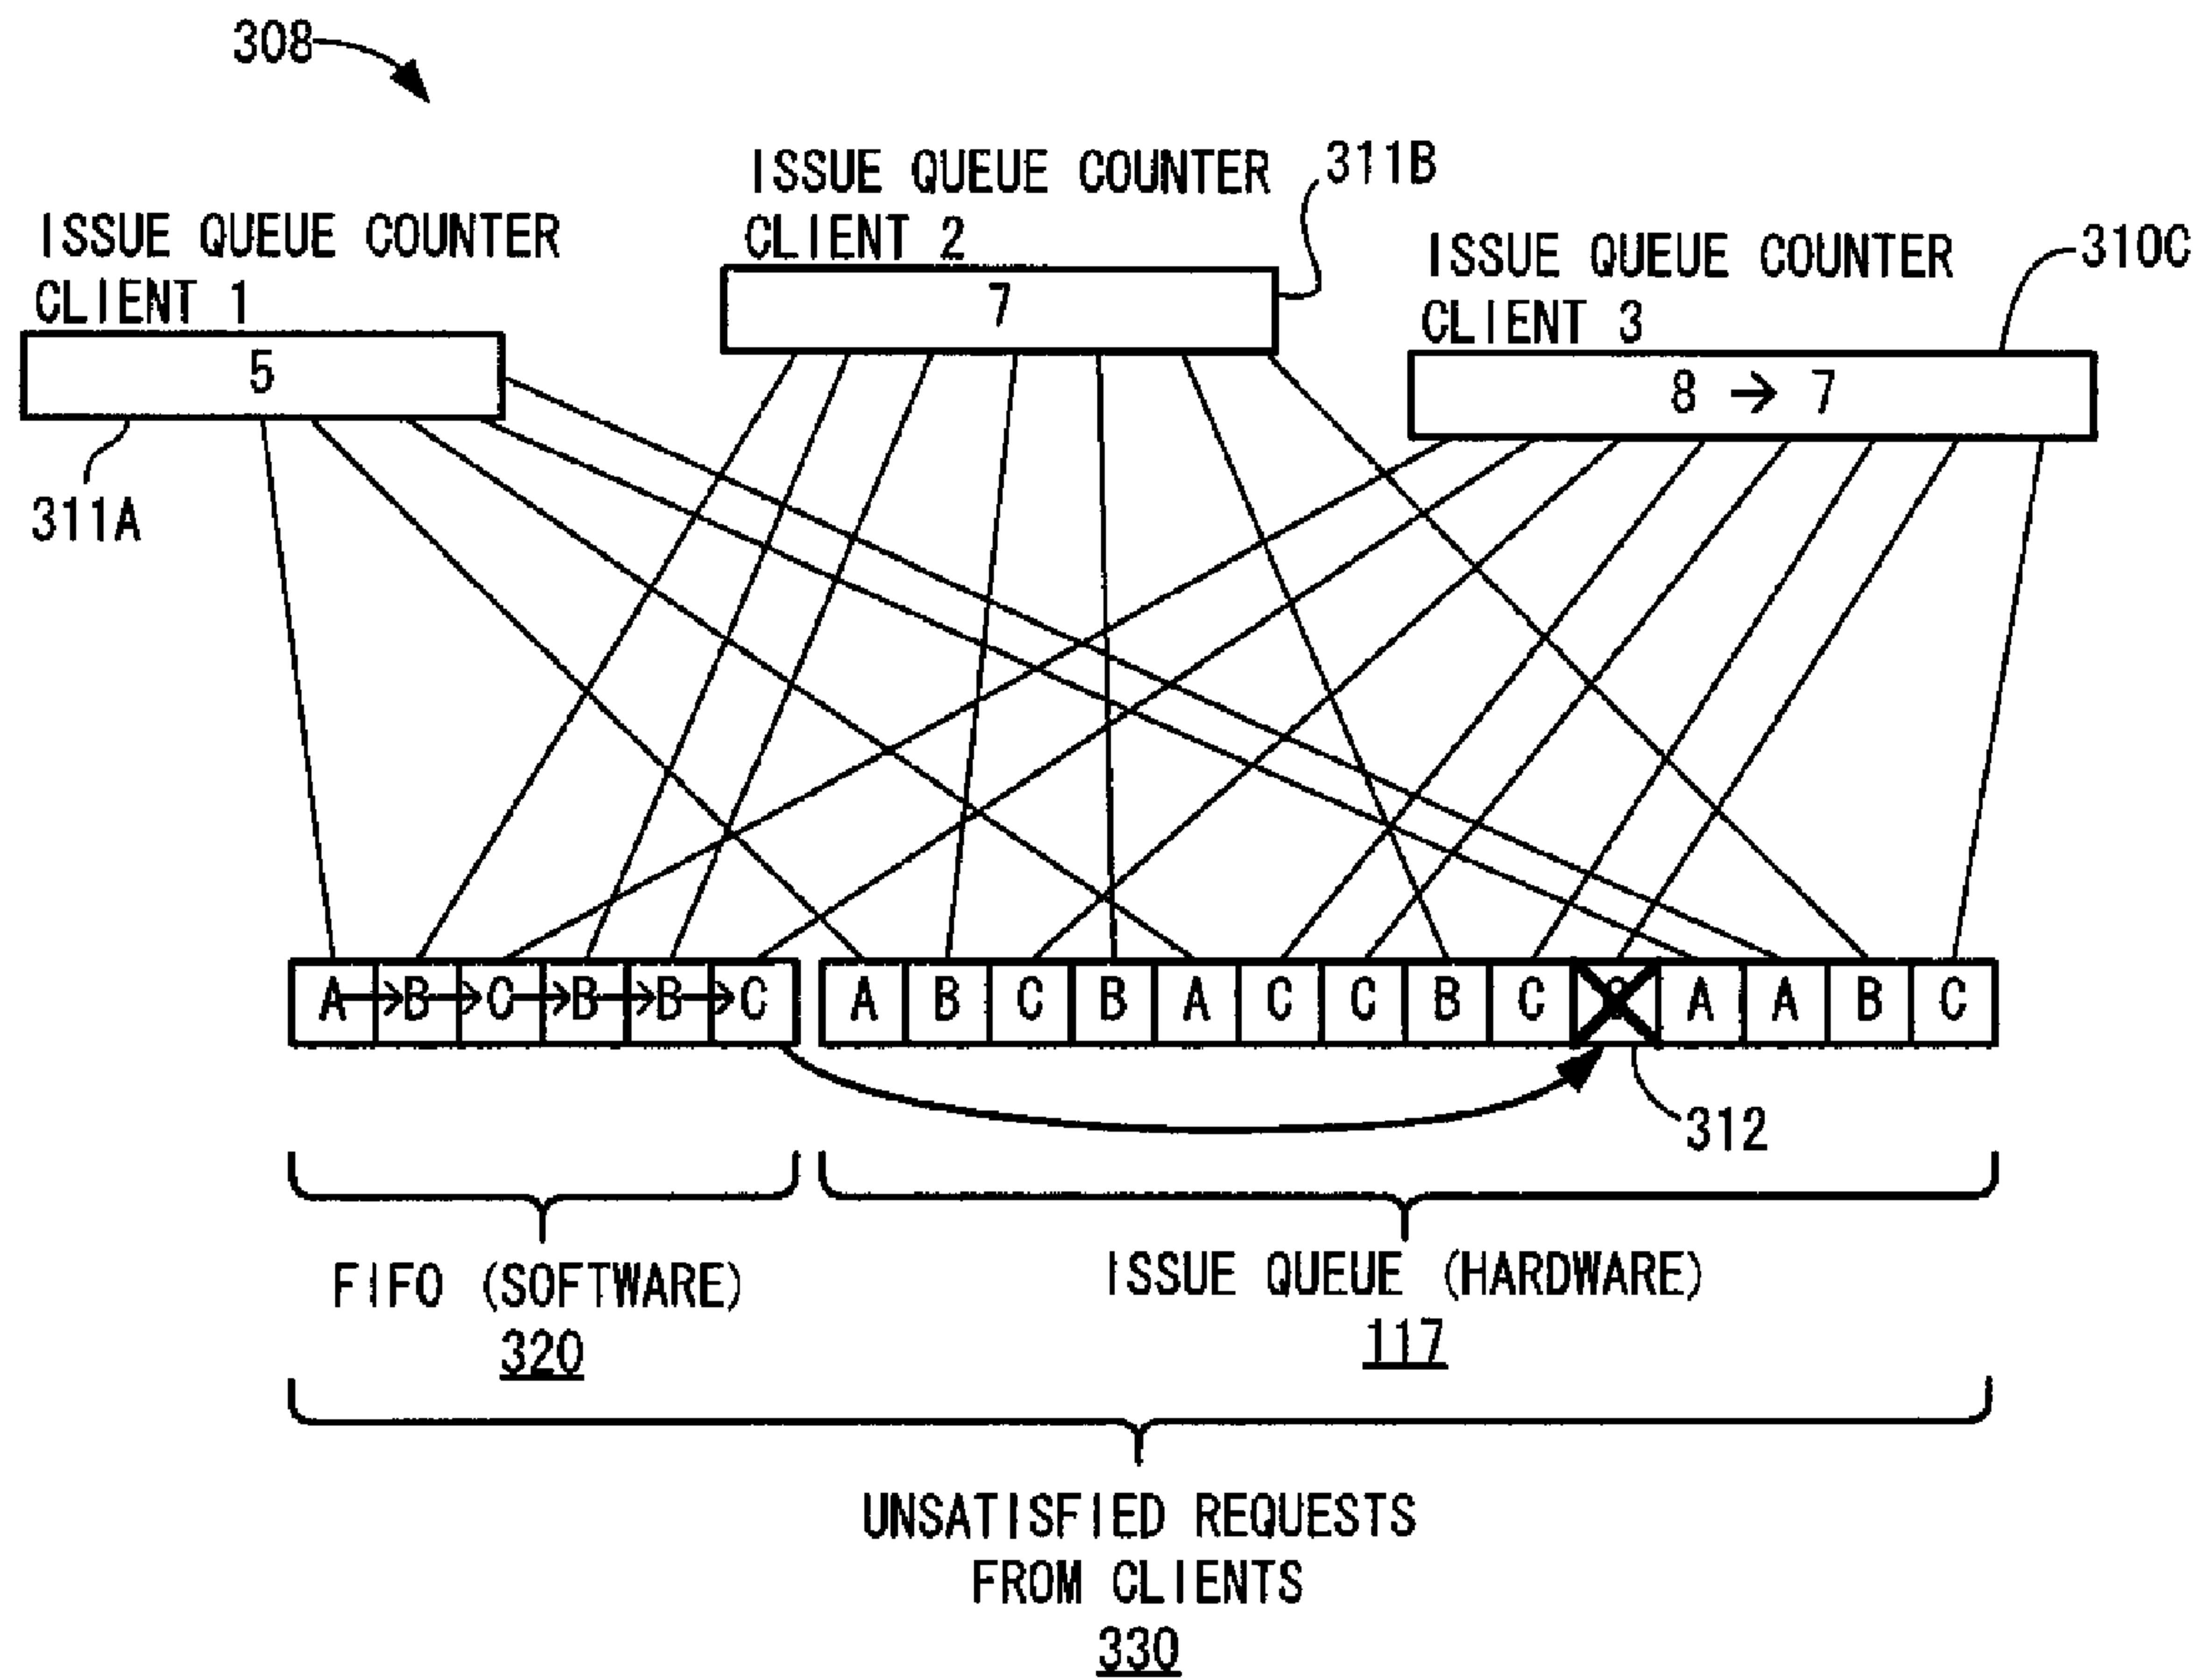 308
ISSUE QUEUE COUNTER
CLIENT 1
5
311A
ISSUE QUEUE COUNTER
CLIENT 2
7
311B
ISSUE QUEUE COUNTER
CLIENT 3
8 → 7
310C
A→B→C→B→B→C
A B C B A C C B C C A A B C
312
FIFO (SOFTWARE)
320
ISSUE QUEUE (HARDWARE)
117
UNSATISFIED REQUESTS
FROM CLIENTS
330